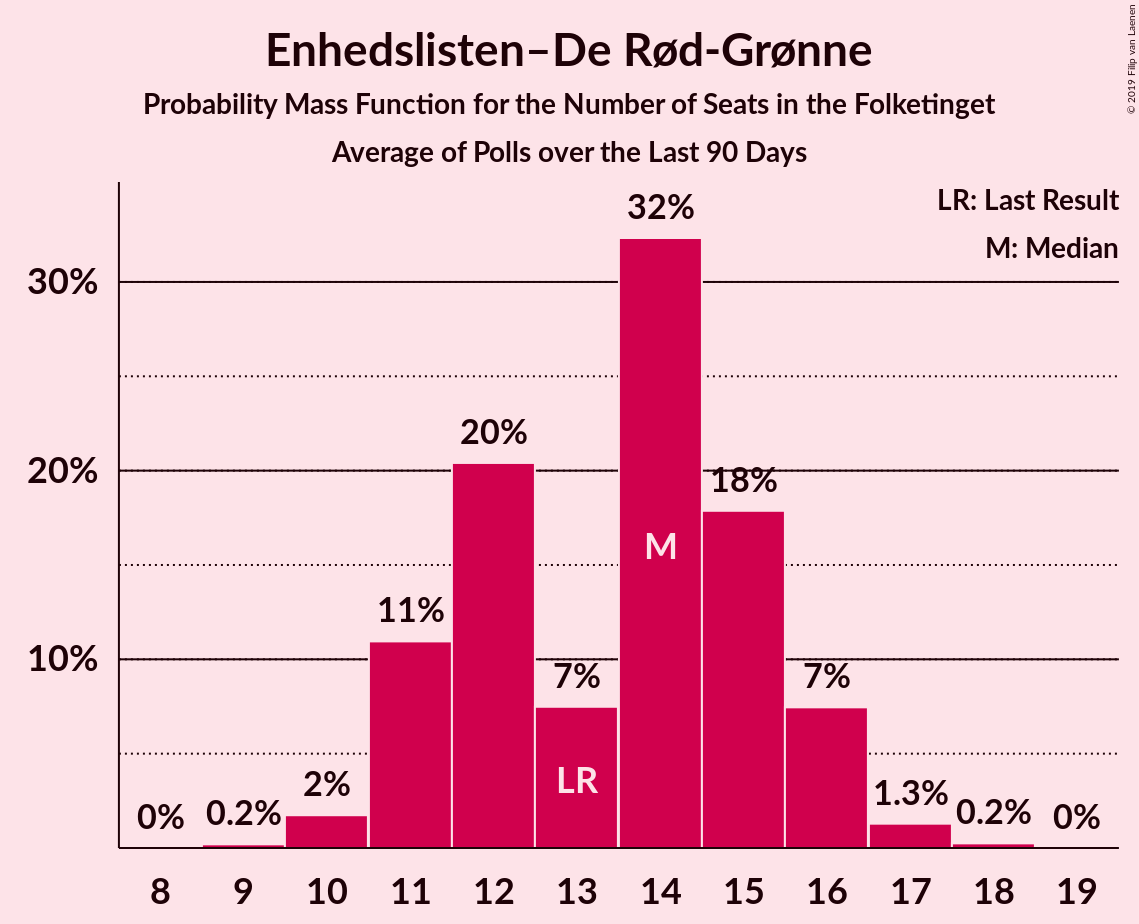 Enhedslisten–De Rød-Grønne
Probability Mass Function for the Number of Seats in the Folketinget
Average of Polls over the Last 90 Days
© 2019 Filip van Laenen
LR: Last Result
M: Median
32%
30%
20%
20%
18%
M
11%
10%
7%
7%
LR
2%
0%
0.2%
1.3%
0.2%
0%
8 9 10 11 12 13 14 15 16 17 18 19